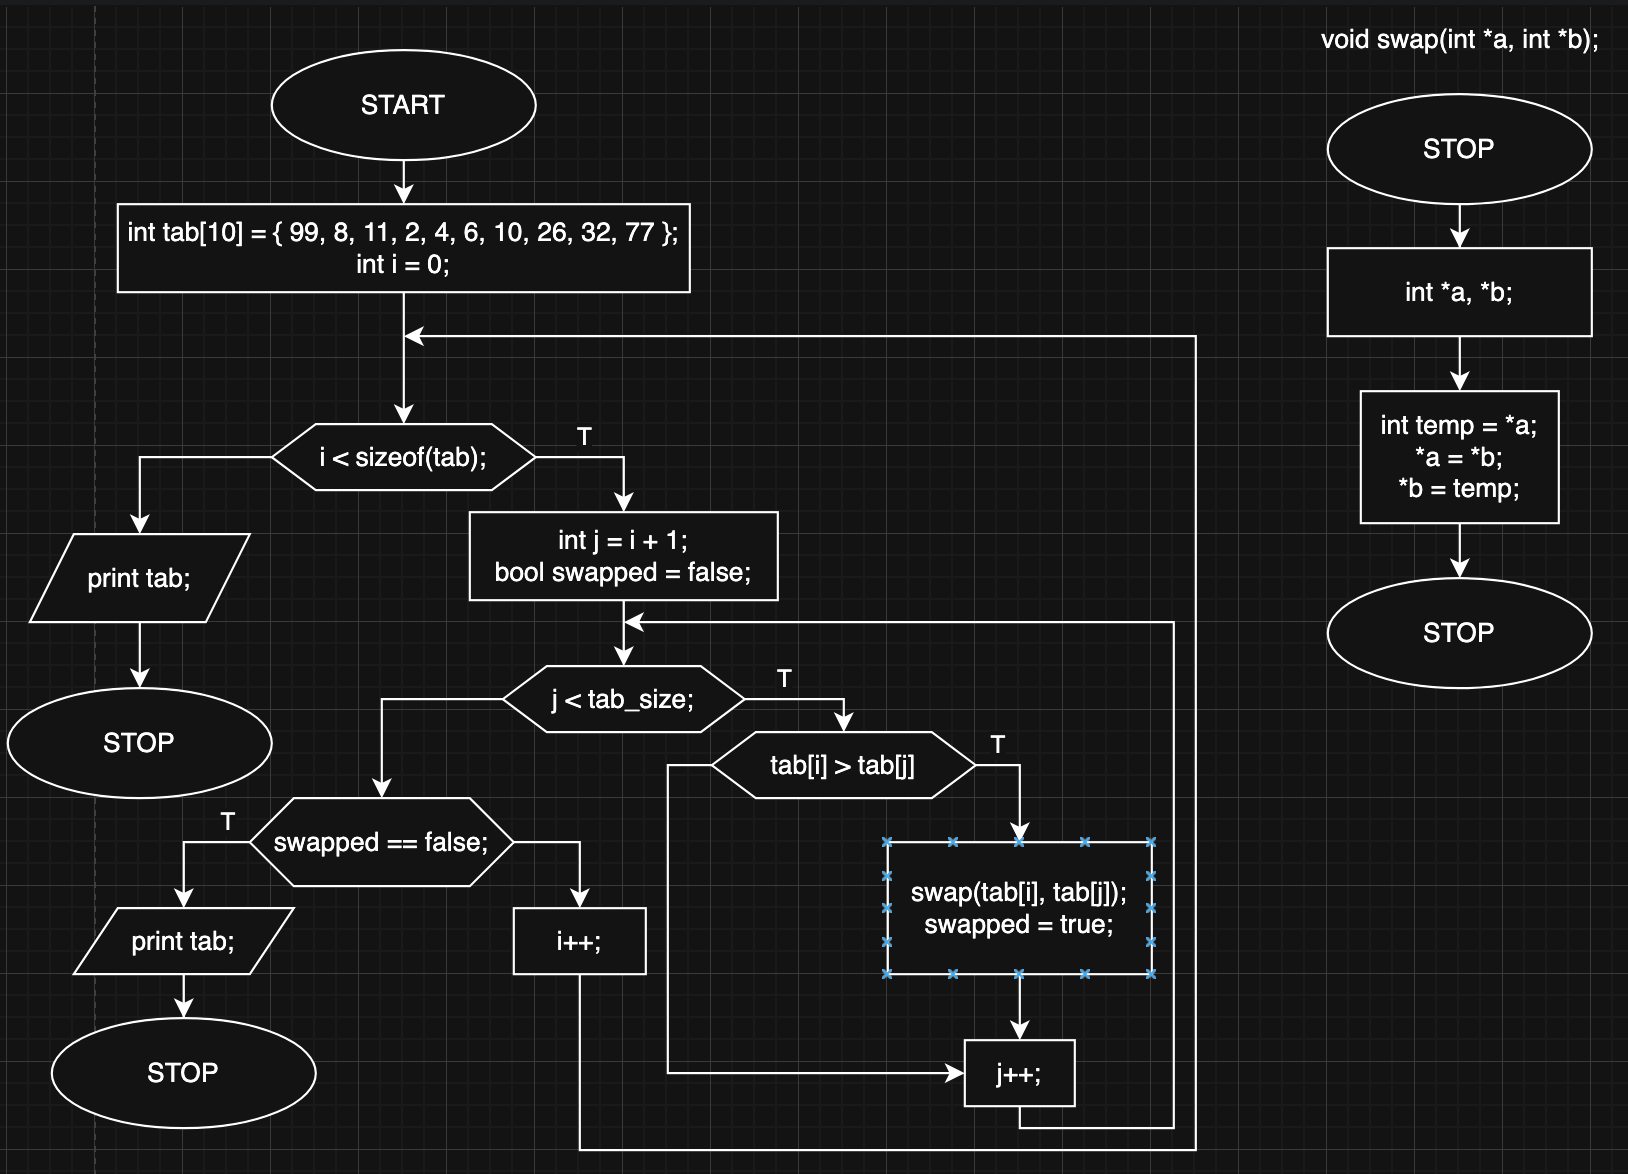 void swap(int *a, int *b);
START
STOP
int tab[10] = { 99, 8, 11, 2, 4, 6, 10, 26, 32, 77 };
int i = 0;
int *a, *b;
int temp = *a;
*a = *b;
*b = temp;
STOP
i < sizeof(tab);
T
print tab;
STOP
int j = i + 1;
bool swapped = false;
j < tab_size;
T
tab[i] > tab[j]
T
swapped == false;
T
print tab;
STOP
i++;
swap(tab[i], tab[j]);
swapped = true;
j++;